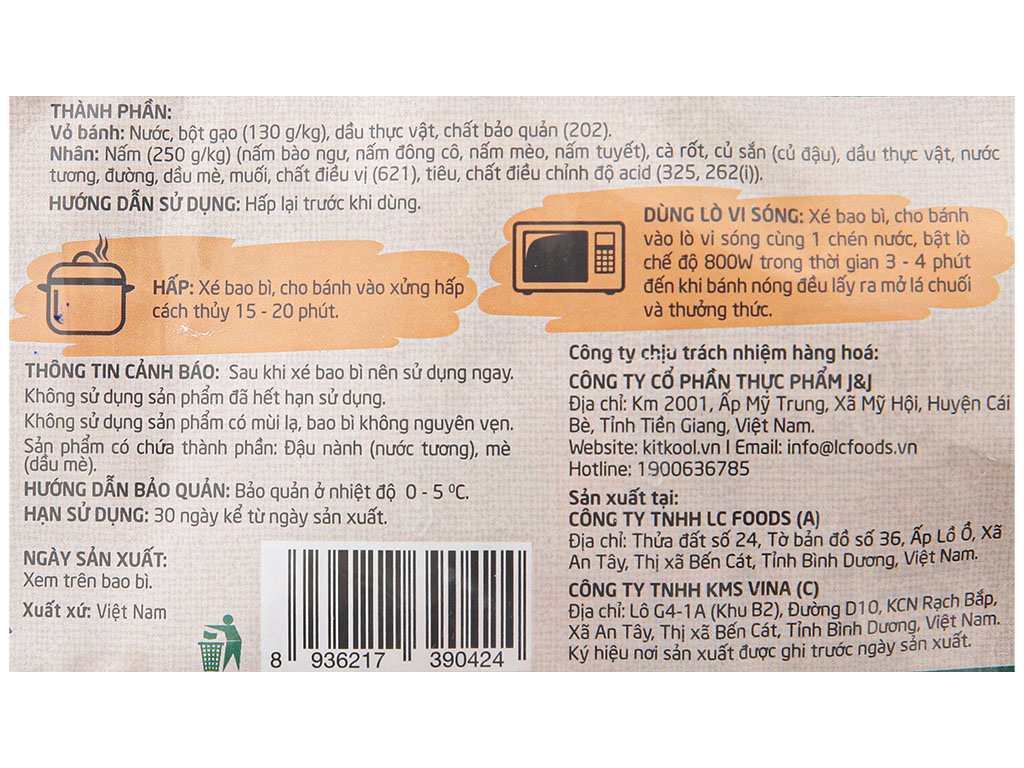 THÀNH PHẦN:
Vỏ bánh: Nước, bột gạo (130 g/kg), dầu thực vật, chất bảo quản (202).
Nhân: Nấm (250 g/kg) (nấm bào ngư, nấm đông cô, nấm mèo, nấm tuyết), cà rốt, củ sắn (củ đậu), dầu thực vật, nước
tương, đường, dầu mè, muối, chất điều vị (621), tiêu, chất điều chỉnh độ acid (325, 262(i)).
HƯỚNG DẪN SỬ DỤNG: Hấp lại trước khi dùng.
HẤP: Xé bao bì, cho bánh vào xửng hấp
cách thủy 15 - 20 phút.
DÙNG LÒ VI SÓNG: Xé bao bì, cho bánh
vào lò vi sóng cùng 1 chén nước, bật lò
chế độ 800W trong thời gian 3 - 4 phút
đến khi bánh nóng đều lấy ra mở lá chuối
và thưởng thức.
THÔNG TIN CẢNH BÁO: Sau khi xé bao bì nên sử dụng ngay.
Không sử dụng sản phẩm đã hết hạn sử dụng.
Không sử dụng sản phẩm có mùi lạ, bao bì không nguyên vẹn.
Sản phẩm có chứa thành phần: Đậu nành (nước tương), mè
(dầu mè).
HƯỚNG DẪN BẢO QUẢN: Bảo quản ở nhiệt độ 0 - 5 ºC.
HẠN SỬ DỤNG: 30 ngày kể từ ngày sản xuất.
NGÀY SẢN XUẤT:
Xem trên bao bì.
Xuất xứ: Việt Nam
8 936217 390424
Công ty chịu trách nhiệm hàng hoá:
CÔNG TY CỔ PHẦN THỰC PHẨM J&J
Địa chỉ: Km 2001, Ấp Mỹ Trung, Xã Mỹ Hội, Huyện Cái
Bè, Tỉnh Tiền Giang, Việt Nam.
Website: kitkool.vn I Email: info@lcfoods.vn
Hotline: 1900636785
Sản xuất tại:
CÔNG TY TNHH LC FOODS (A)
Địa chỉ: Thửa đất số 24, Tờ bản đồ số 36, Ấp Lồ Ồ, Xã
An Tây, Thị xã Bến Cát, Tỉnh Bình Dương, Việt Nam.
CÔNG TY TNHH KMS VINA (C)
Địa chỉ: Lô G4-1A (Khu B2), Đường D10, KCN Rạch Bắp,
Xã An Tây, Thị xã Bến Cát, Tỉnh Bình Dương, Việt Nam.
Ký hiệu nơi sản xuất được ghi trước ngày sản xuất.